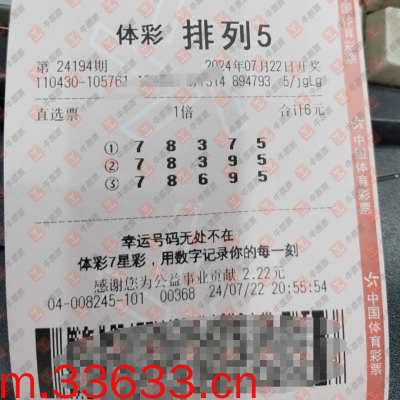 体彩 排列5
第 24194期 2024年07月22日开奖
110430-105761 514 894793 5/jgLg
直选票 1倍 合计6元
① 7 8 3 7 5
② 7 8 3 9 5
③ 7 8 6 9 5
幸运号码无处不在
体彩7星彩，用数字记录你的每一刻
感谢您为公益事业贡献 2.22元
04-008245-101 00368 24/07/22 20:55:54
m.33633.cn
中国体育彩票
中国体育彩票